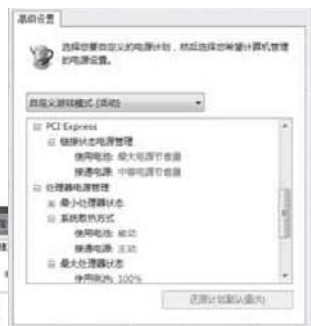 高级设置
选择您要自定义的电源计划，然后选择您希望计算机管理
的电源设置。
自定义游戏模式 [活动]
PCI Express
链接状态电源管理
使用电池: 最大电源节省量
接通电源: 中等电源节省量
处理器电源管理
最小处理器状态
系统散热方式
使用电池: 被动
接通电源: 主动
最大处理器状态
使用电池: 100%
还原计划默认值(R)